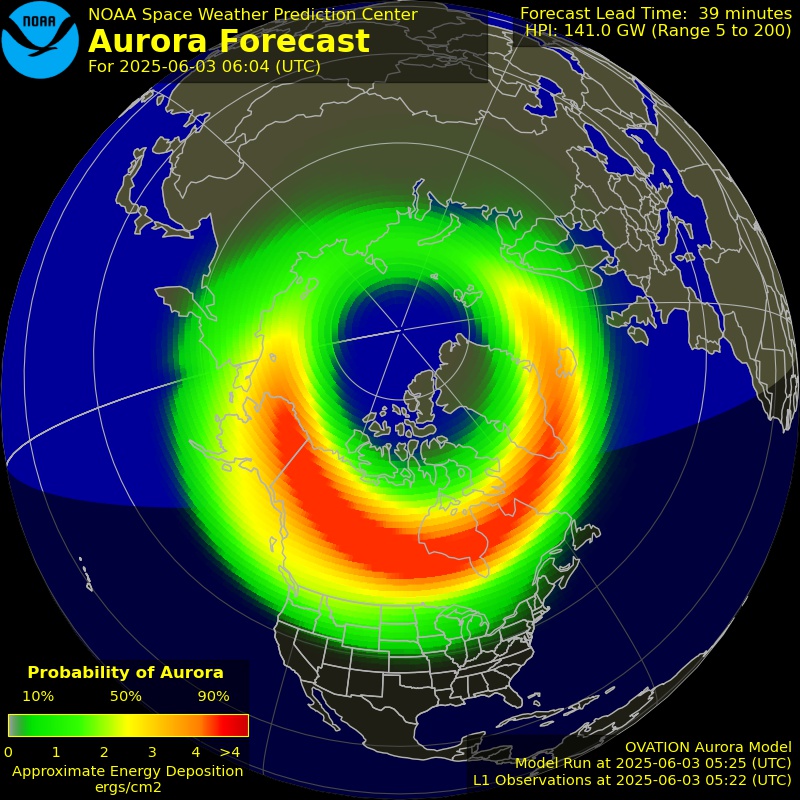 NOAA
NOAA Space Weather Prediction Center
Aurora Forecast
For 2025-06-03 06:04 (UTC)
Forecast Lead Time: 39 minutes
HPI: 141.0 GW (Range 5 to 200)
Probability of Aurora
10% 50% 90%
0 1 2 3 4 >4
Approximate Energy Deposition
ergs/cm2
OVATION Aurora Model
Model Run at 2025-06-03 05:25 (UTC)
L1 Observations at 2025-06-03 05:22 (UTC)